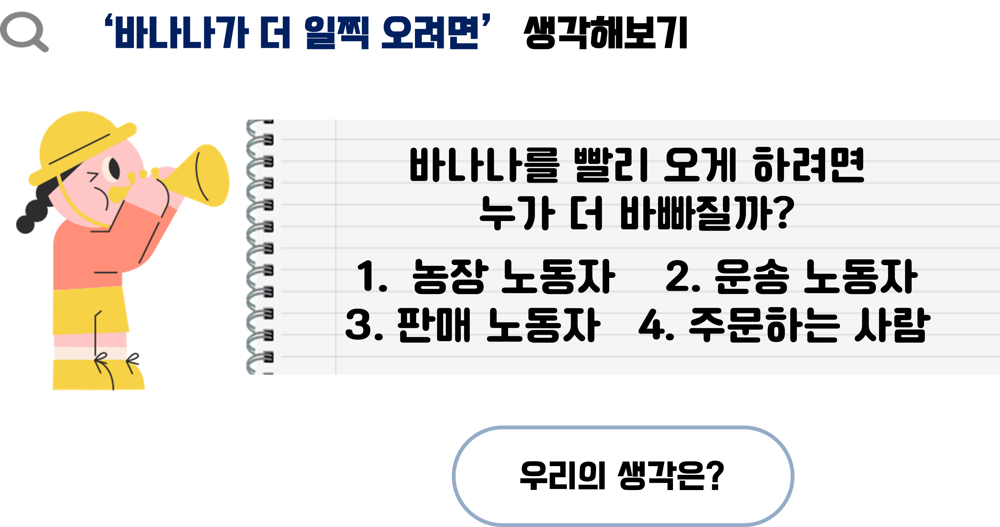 ‘바나나가 더 일찍 오려면’ 생각해보기
바나나를 빨리 오게 하려면
누가 더 바빠질까?
1. 농장 노동자 2. 운송 노동자
3. 판매 노동자 4. 주문하는 사람
우리의 생각은?